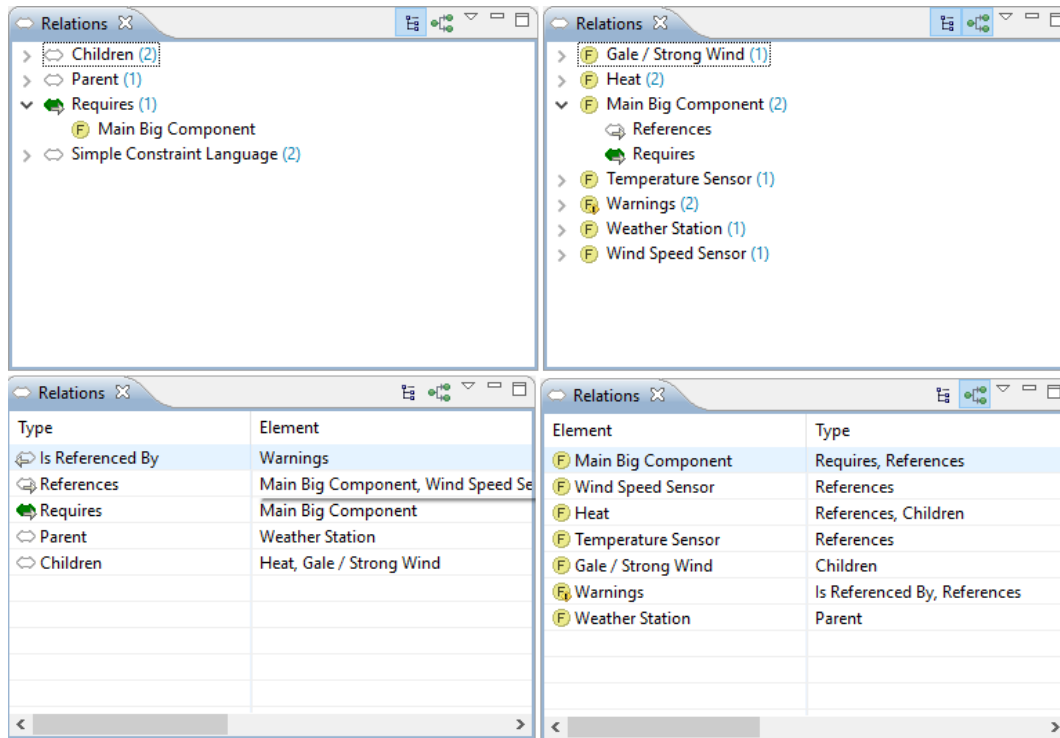 Relations
Children (2)
Parent (1)
Requires (1)
F Main Big Component
Simple Constraint Language (2)
Relations
F Gale / Strong Wind (1)
F Heat (2)
F Main Big Component (2)
References
Requires
F Temperature Sensor (1)
F Warnings (2)
F Weather Station (1)
F Wind Speed Sensor (1)
Relations
Type Element
Is Referenced By Warnings
References Main Big Component, Wind Speed Se
Requires Main Big Component
Parent Weather Station
Children Heat, Gale / Strong Wind
Relations
Element Type
F Main Big Component Requires, References
F Wind Speed Sensor References
F Heat References, Children
F Temperature Sensor References
F Gale / Strong Wind Children
F Warnings Is Referenced By, References
F Weather Station Parent